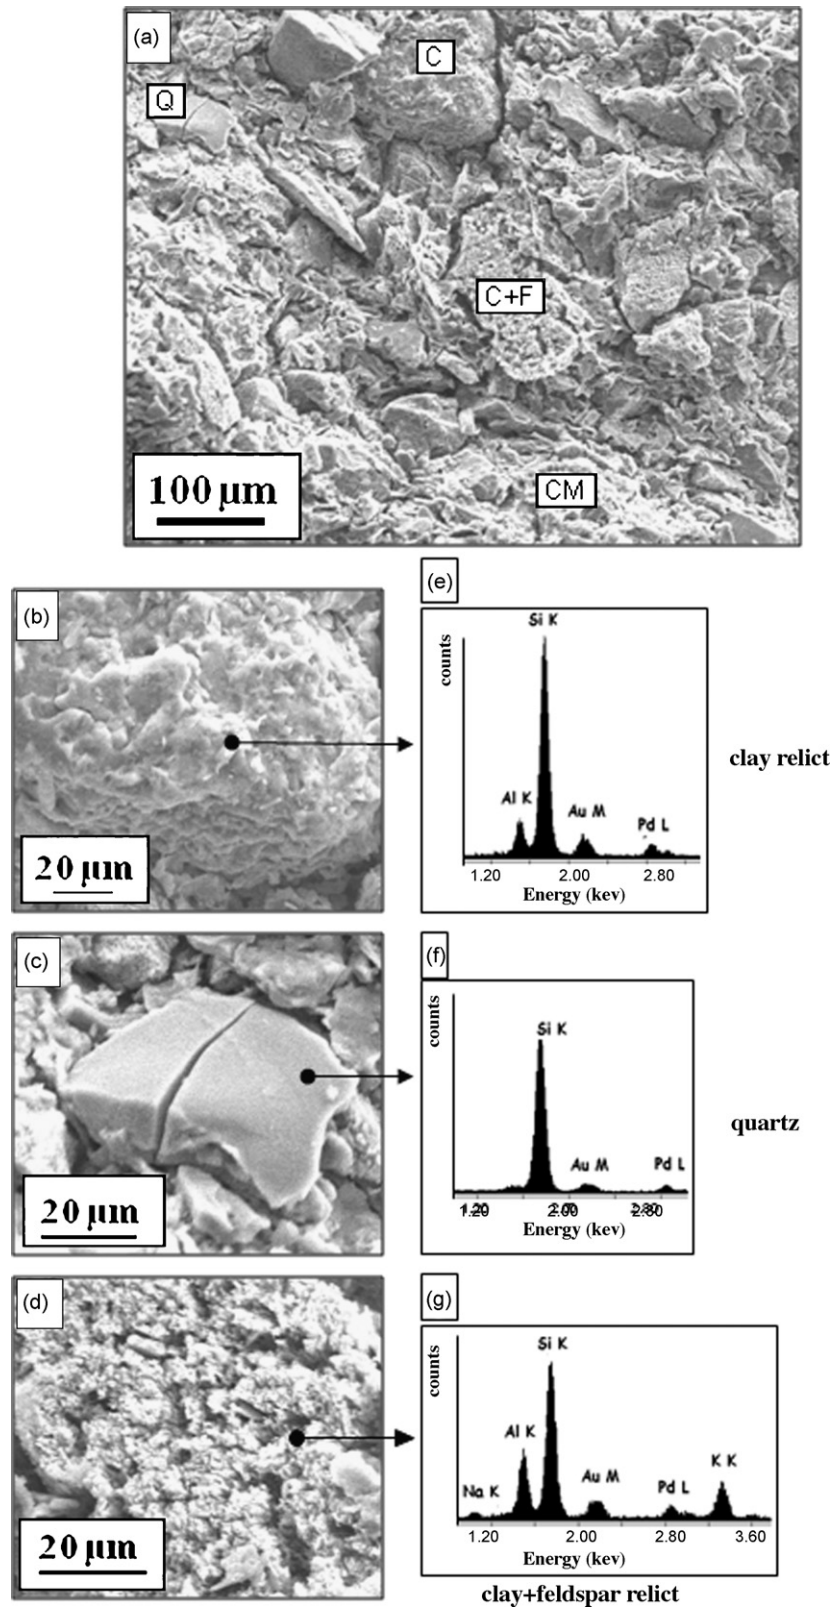 (a)
C
Q
C+F
CM
100 µm
(b)
20 µm
(e)
Si K
counts
Al K
Au M
Pd L
1.20 2.00 2.80
Energy (kev)
clay relict
(c)
20 µm
(f)
counts
Si K
Au M
Pd L
1.20 2.00 2.80
Energy (kev)
quartz
(d)
20 µm
(g)
counts
Si K
Al K
Na K
Au M
Pd L
K K
1.20 2.00 2.80 3.60
Energy (kev)
clay+feldspar relict